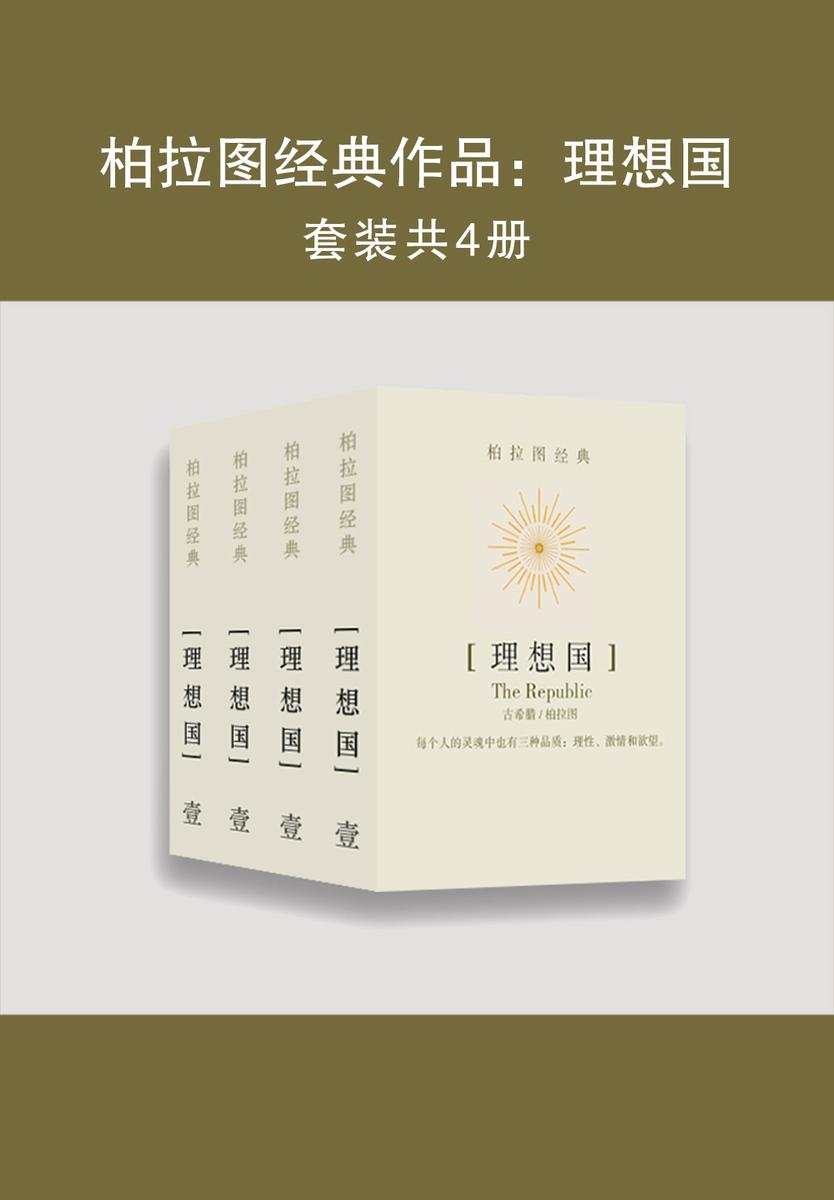 柏拉图经典作品：理想国
套装共4册
柏拉图经典
[理想国]
壹
柏拉图经典
[理想国]
壹
柏拉图经典
[理想国]
壹
柏拉图经典
[理想国]
壹
柏拉图经典
[理想国]
The Republic
古希腊/柏拉图
每个人的灵魂中也有三种品质：理性、激情和欲望。